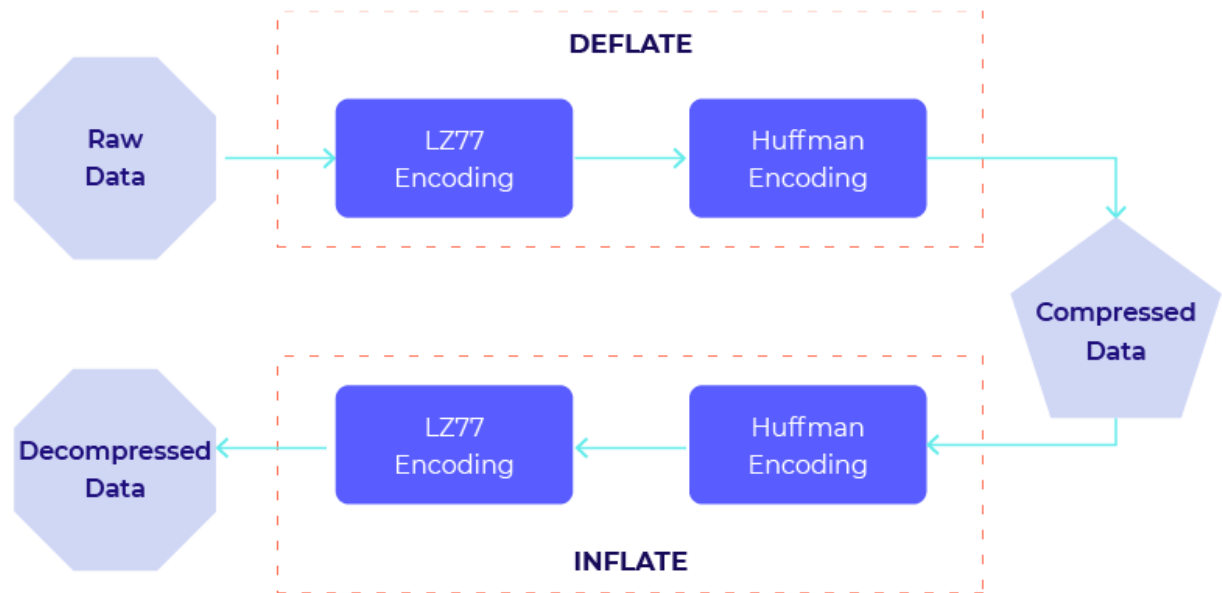 DEFLATE
Raw
Data
LZ77
Encoding
Huffman
Encoding
Compressed
Data
Decompressed
Data
LZ77
Encoding
Huffman
Encoding
INFLATE